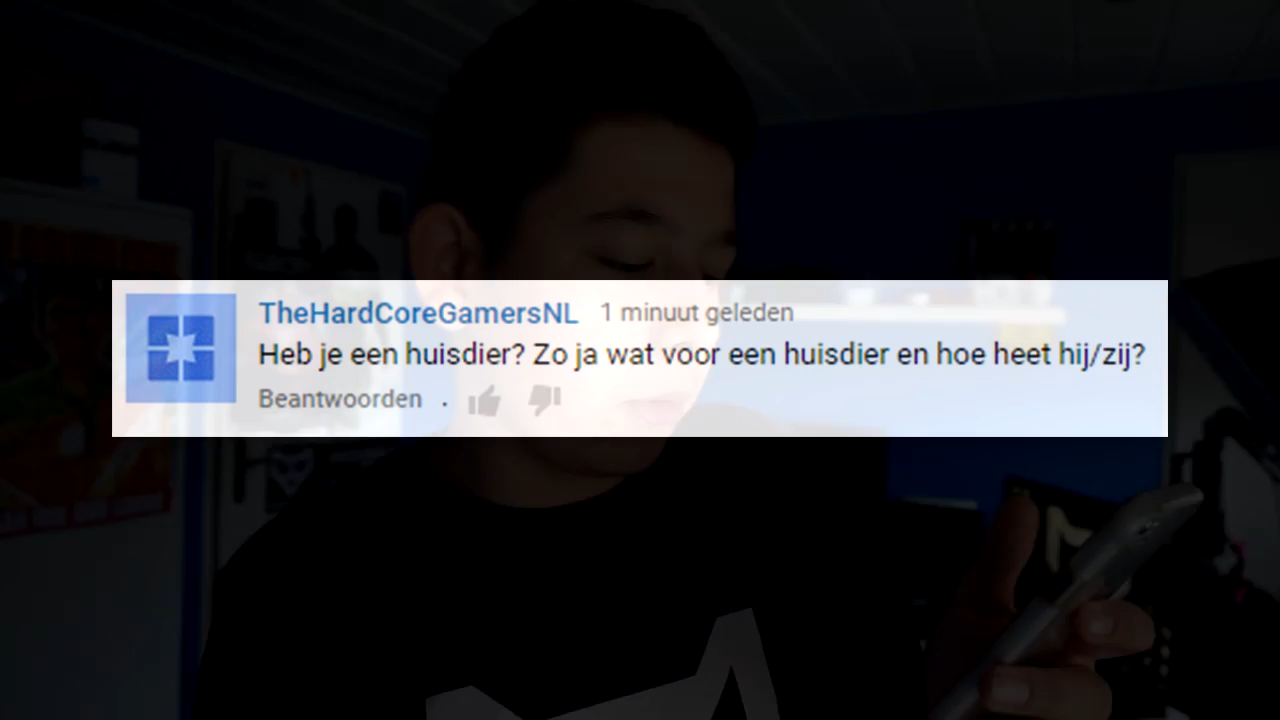 TheHardCoreGamersNL 1 minuut geleden
Heb je een huisdier? Zo ja wat voor een huisdier en hoe heet hij/zij?
Beantwoorden .